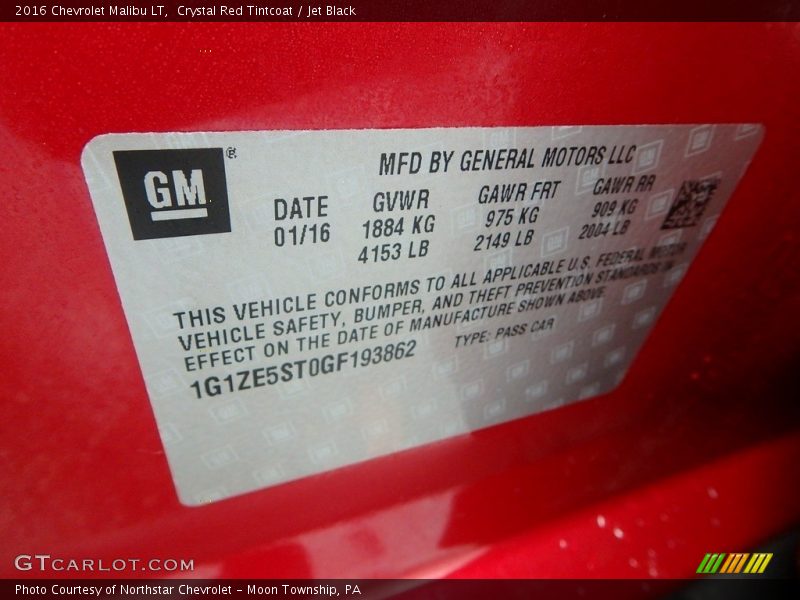 2016 Chevrolet Malibu LT,  Crystal Red Tintcoat / Jet Black
GM ®
MFD BY GENERAL MOTORS LLC
DATE GVWR GAWR FRT GAWR RR
01/16 1884 KG 975 KG 909 KG
4153 LB 2149 LB 2004 LB
THIS VEHICLE CONFORMS TO ALL APPLICABLE U.S. FEDERAL MOTOR
VEHICLE SAFETY, BUMPER, AND THEFT PREVENTION STANDARDS IN
EFFECT ON THE DATE OF MANUFACTURE SHOWN ABOVE.
1G1ZE5ST0GF193862 TYPE: PASS CAR
GTCARLOT.COM
Photo Courtesy of Northstar Chevrolet - Moon Township, PA